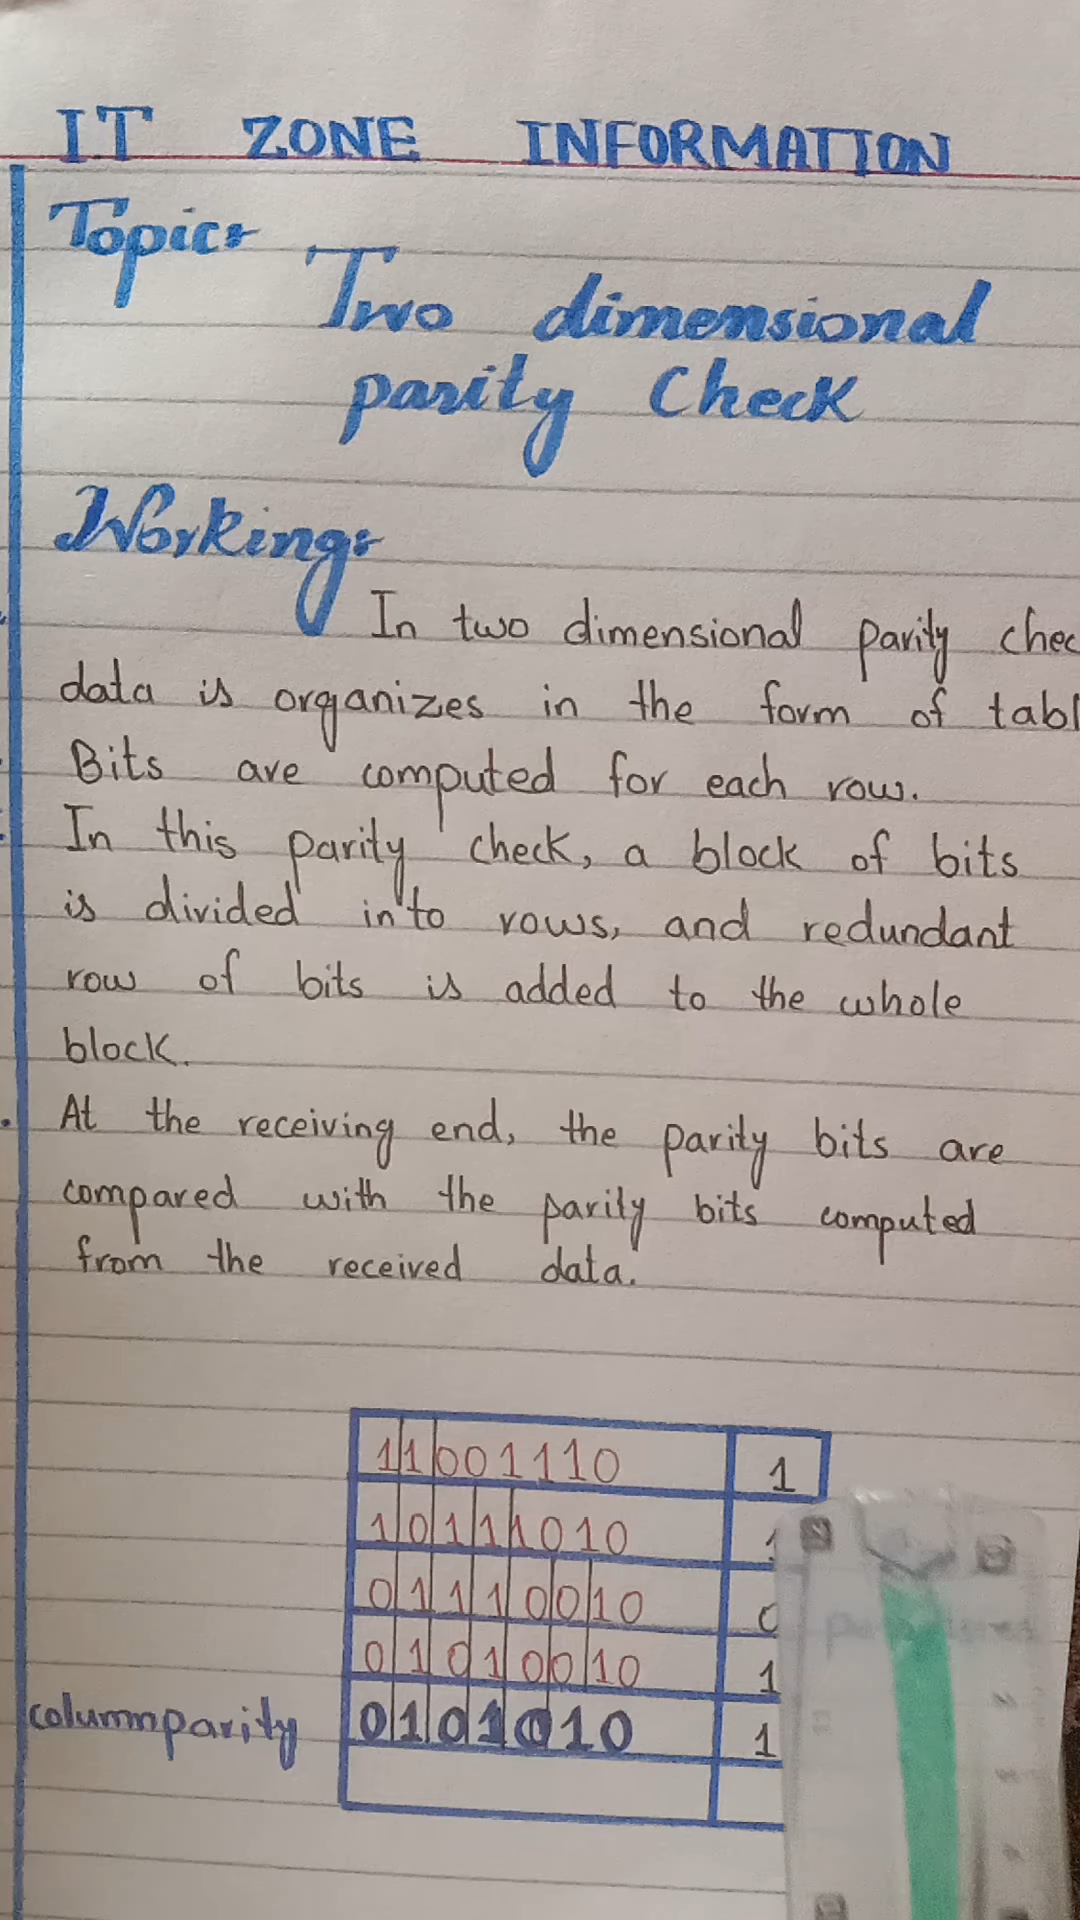 IT ZONE INFORMATION
Topic:
Two dimensional
parity Check
Working:
In two dimensional parity chec
data is organizes in the form of tabl
Bits are computed for each row.
In this parity check, a block of bits
is divided into rows, and redundant
row of bits is added to the whole
block.
At the receiving end, the parity bits are
compared with the parity bits computed
from the received data.
11001110 1
10111010 1
01110010 0
01010010 1
columnparity 01010 10 1